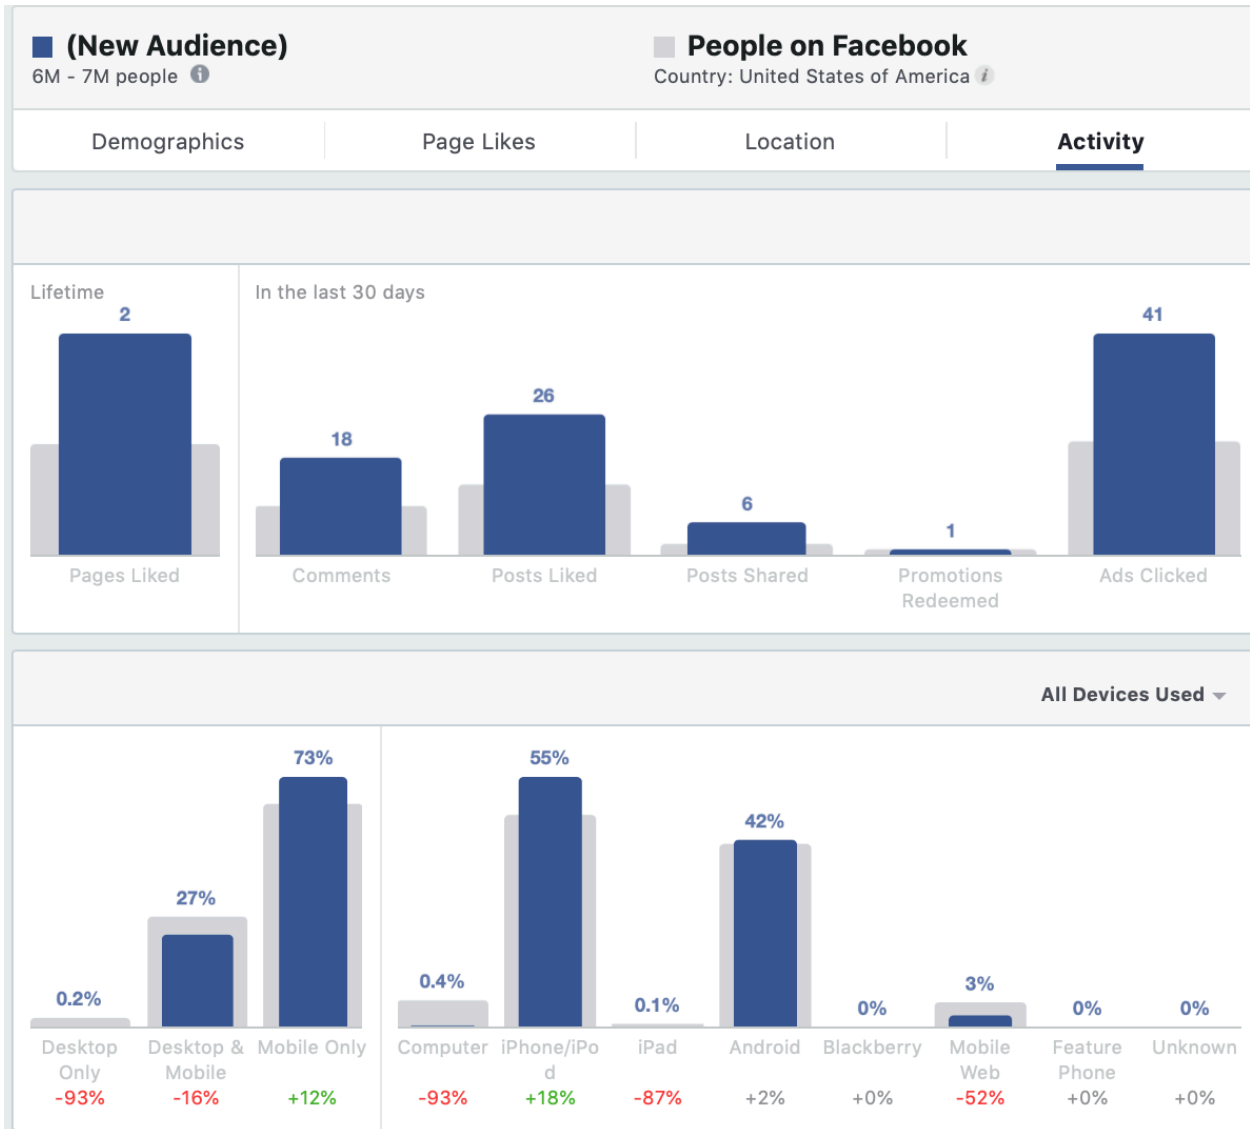 (New Audience)
6M - 7M people
People on Facebook
Country: United States of America
Demographics
Page Likes
Location
Activity
Lifetime
In the last 30 days
2
18
26
6
1
41
Pages Liked
Comments
Posts Liked
Posts Shared
Promotions
Redeemed
Ads Clicked
All Devices Used
0.2%
27%
73%
0.4%
55%
0.1%
42%
0%
3%
0%
0%
Desktop
Only
Desktop &
Mobile
Mobile Only
Computer
iPhone/iPo
d
iPad
Android
Blackberry
Mobile
Web
Feature
Phone
Unknown
-93%
-16%
+12%
-93%
+18%
-87%
+2%
+0%
-52%
+0%
+0%